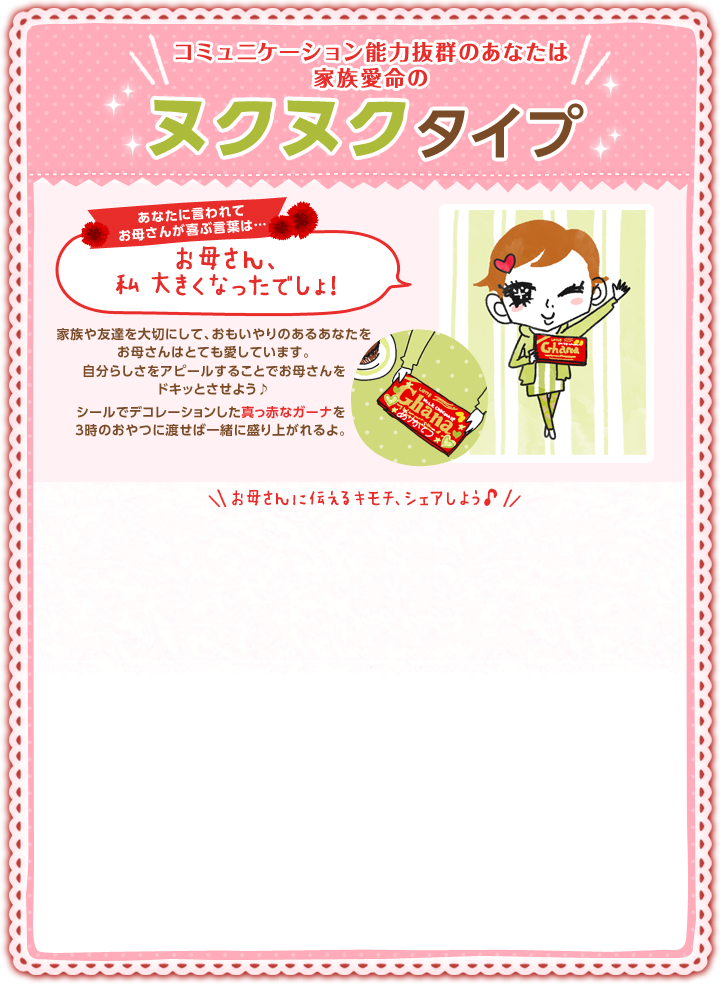 コミュニケーション能力抜群のあなたは
家族愛命の
ヌクヌクタイプ
あなたに言われて
お母さんが喜ぶ言葉は…
お母さん、
私 大きくなったでしょ!
家族や友達を大切にして、おもいやりのあるあなたを
お母さんはとても愛しています。
自分らしさをアピールすることでお母さんを
ドキッとさせよう♪
シールでデコレーションした真っ赤なガーナを
3時のおやつに渡せば一緒に盛り上がれるよ。
Ghana
ありがとう
Ghana
お母さんに伝えるキモチ、シェアしよう♪